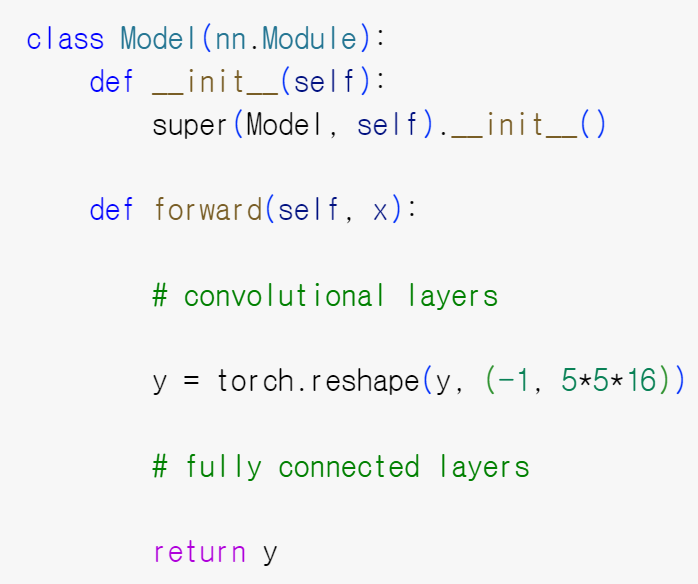 class Model(nn.Module):
    def __init__(self):
        super(Model, self).__init__()
    def forward(self, x):
        # convolutional layers
        y = torch.reshape(y, (-1, 5*5*16))
        # fully connected layers
        return y